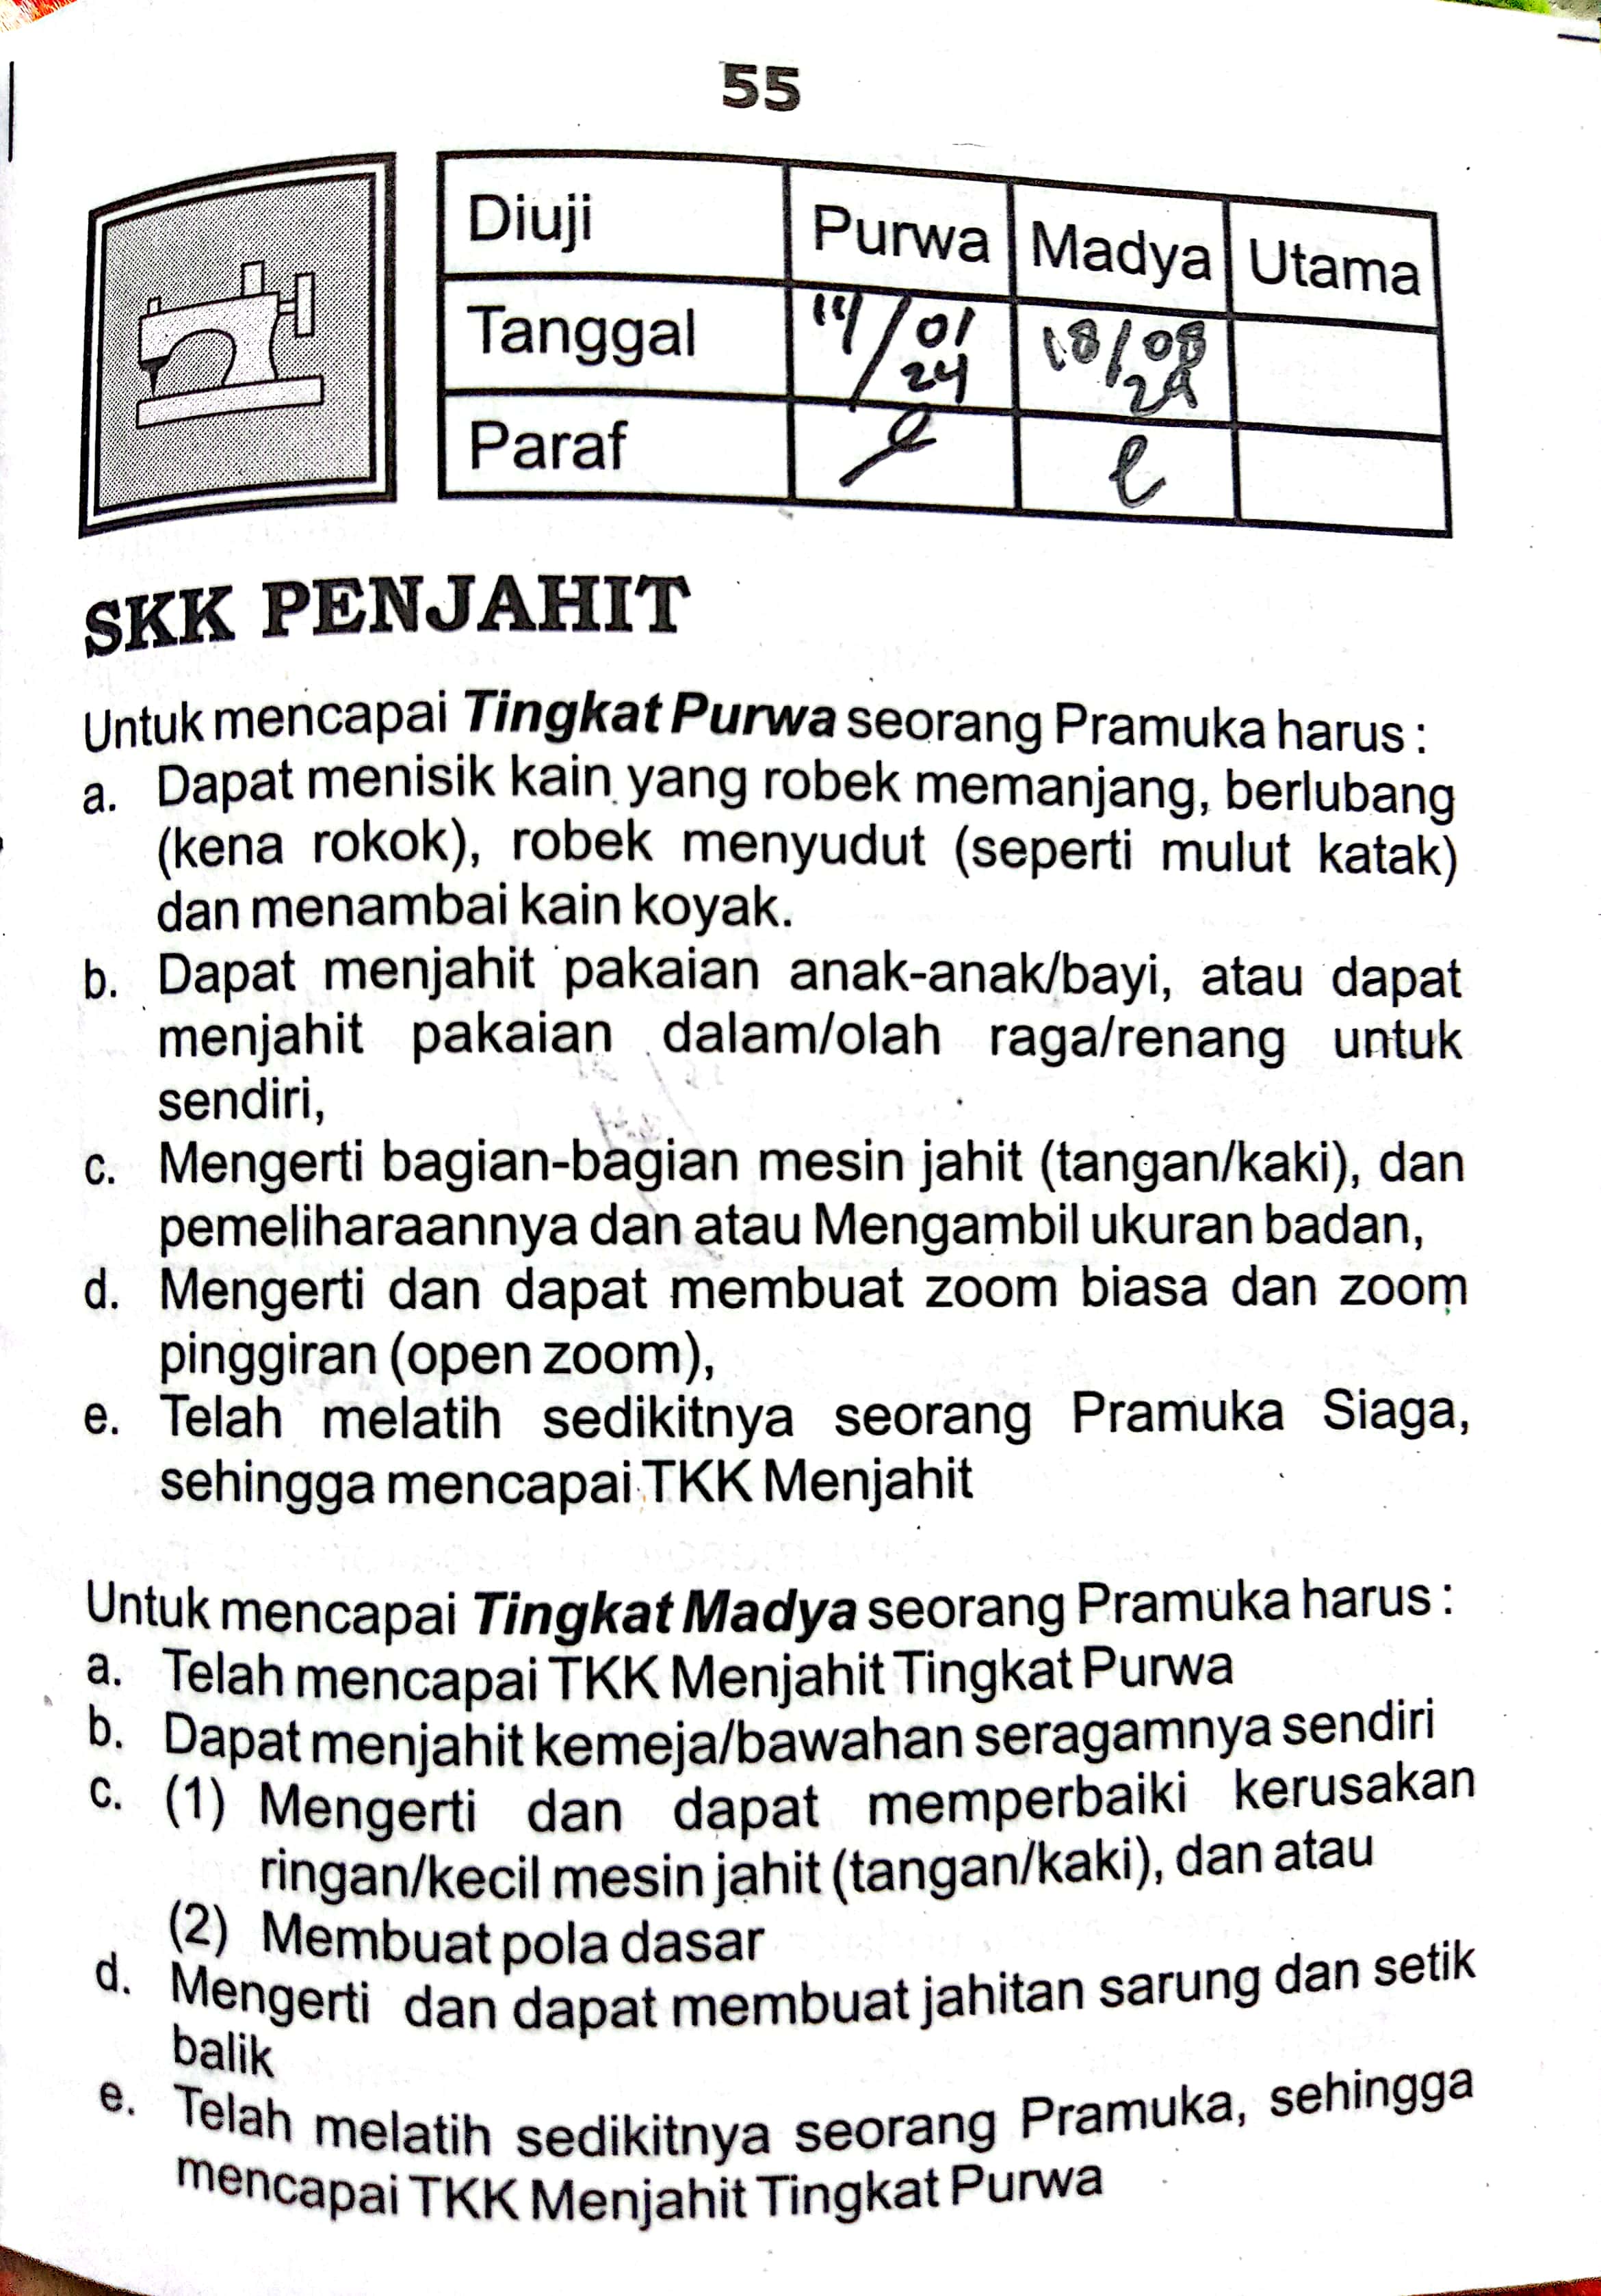 55
Diuji Purwa Madya Utama
Tanggal 14/01 18/08
24 24
Paraf
SKK PENJAHIT
Untuk mencapai Tingkat Purwa seorang Pramuka harus :
a. Dapat menisik kain yang robek memanjang, berlubang
(kena rokok), robek menyudut (seperti mulut katak)
dan menambai kain koyak.
b. Dapat menjahit pakaian anak-anak/bayi, atau dapat
menjahit pakaian dalam/olah raga/renang untuk
sendiri,
c. Mengerti bagian-bagian mesin jahit (tangan/kaki), dan
pemeliharaannya dan atau Mengambil ukuran badan,
d. Mengerti dan dapat membuat zoom biasa dan zoom
pinggiran (open zoom),
e. Telah melatih sedikitnya seorang Pramuka Siaga,
sehingga mencapai TKK Menjahit
Untuk mencapai Tingkat Madya seorang Pramuka harus :
a. Telah mencapai TKK Menjahit Tingkat Purwa
b. Dapat menjahit kemeja/bawahan seragamnya sendiri
c. (1) Mengerti dan dapat memperbaiki kerusakan
ringan/kecil mesin jahit (tangan/kaki), dan atau
(2) Membuat pola dasar
d. Mengerti dan dapat membuat jahitan sarung dan setik
balik
e. Telah melatih sedikitnya seorang Pramuka, sehingga
mencapai TKK Menjahit Tingkat Purwa